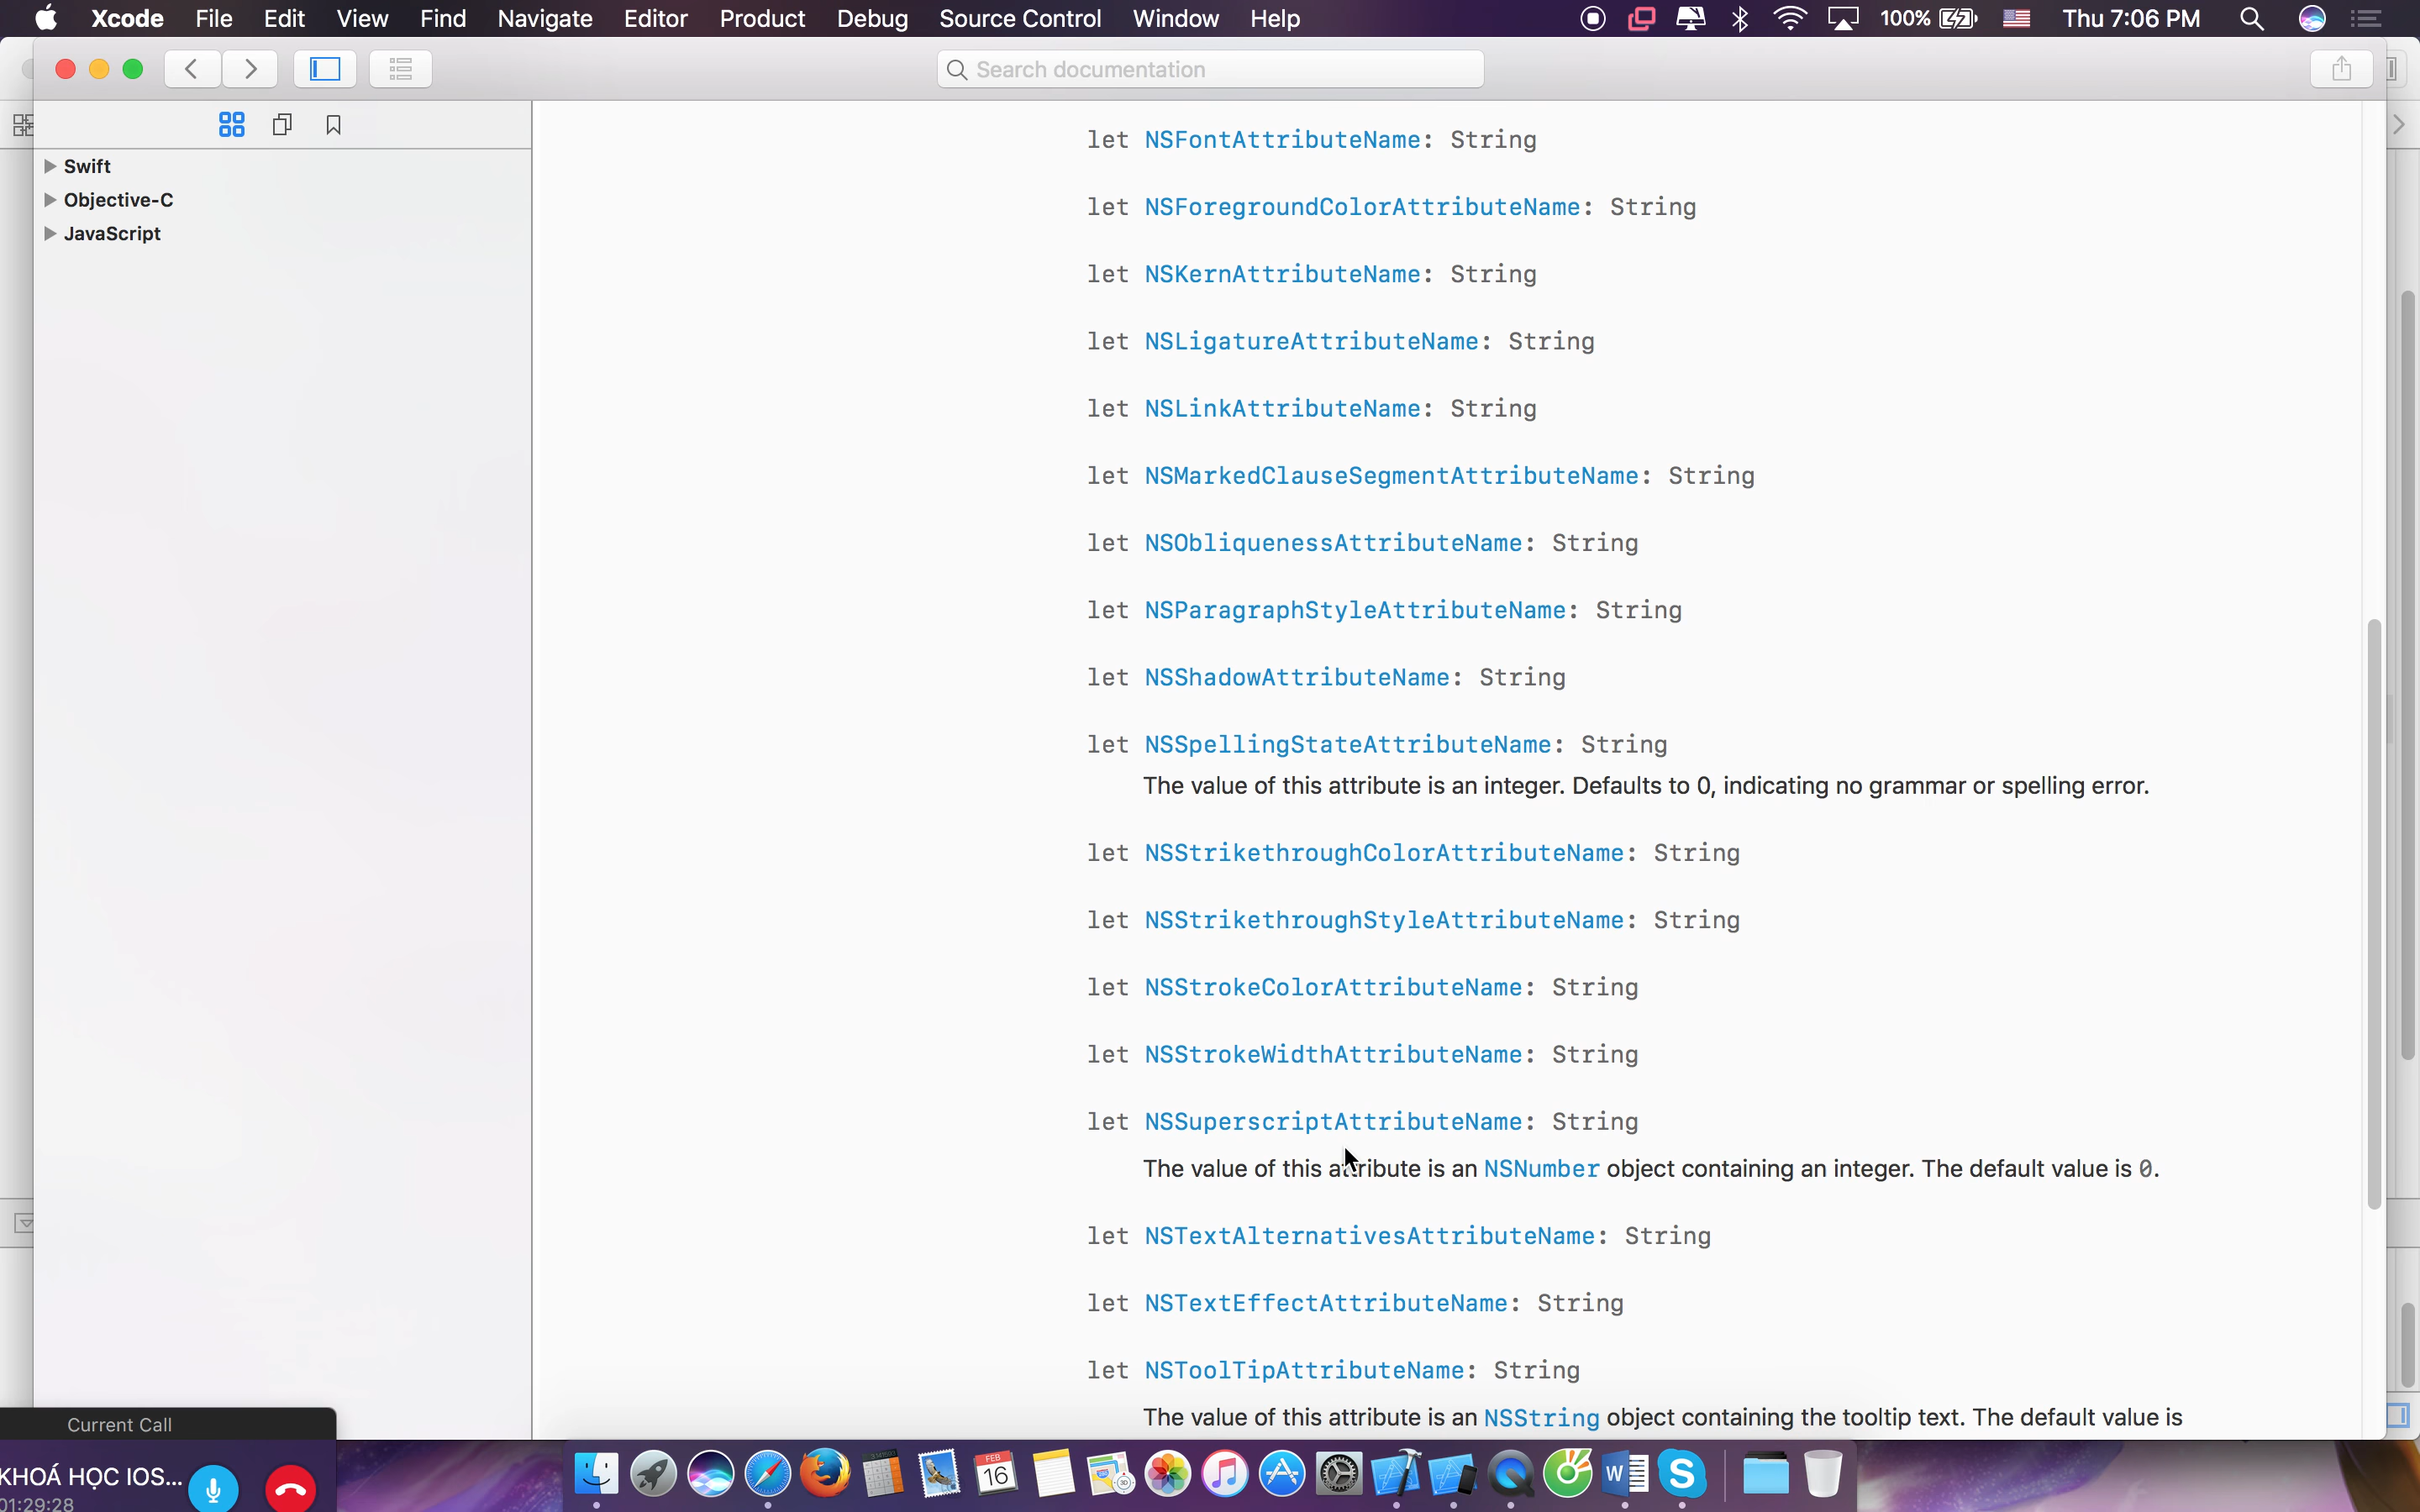 Xcode File Edit View Find Navigate Editor Product Debug Source Control Window Help 100% Thu 7:06 PM
Search documentation
Swift
Objective-C
JavaScript
let NSFontAttributeName: String
let NSForegroundColorAttributeName: String
let NSKernAttributeName: String
let NSLigatureAttributeName: String
let NSLinkAttributeName: String
let NSMarkedClauseSegmentAttributeName: String
let NSObliquenessAttributeName: String
let NSParagraphStyleAttributeName: String
let NSShadowAttributeName: String
let NSSpellingStateAttributeName: String
The value of this attribute is an integer. Defaults to 0, indicating no grammar or spelling error.
let NSStrikethroughColorAttributeName: String
let NSStrikethroughStyleAttributeName: String
let NSStrokeColorAttributeName: String
let NSStrokeWidthAttributeName: String
let NSSuperscriptAttributeName: String
The value of this attribute is an NSNumber object containing an integer. The default value is 0.
let NSTextAlternativesAttributeName: String
let NSTextEffectAttributeName: String
let NSToolTipAttributeName: String
The value of this attribute is an NSString object containing the tooltip text. The default value is
Current Call
KHOÁ HỌC IOS...
01:29:28
FEB
16